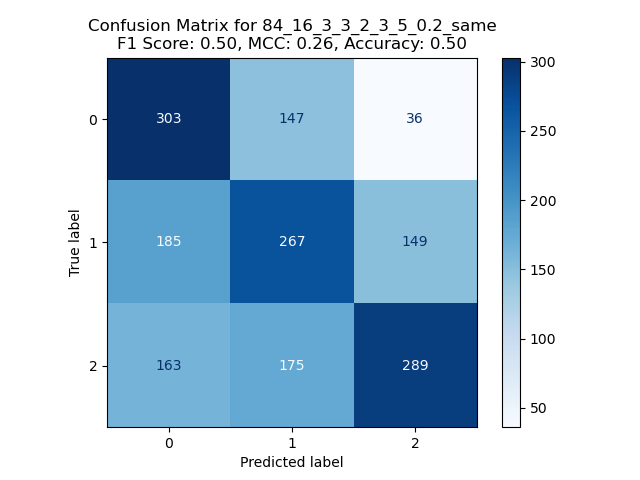 Confusion Matrix for 84_16_3_3_2_3_5_0.2_same
F1 Score: 0.50, MCC: 0.26, Accuracy: 0.50
True label
0
1
2
303 147 36
185 267 149
163 175 289
0 1 2
Predicted label
300
250
200
150
100
50